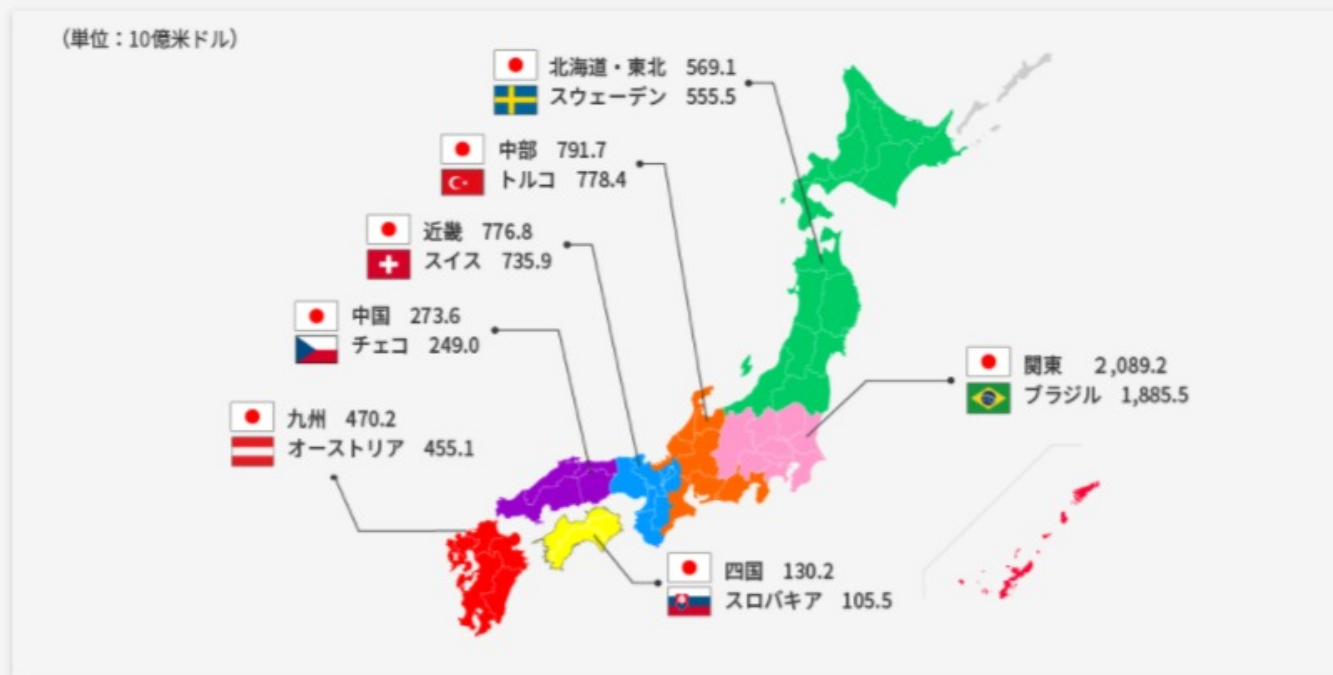 （単位：10億米ドル）
北海道・東北 569.1
スウェーデン 555.5
中部 791.7
トルコ 778.4
近畿 776.8
スイス 735.9
中国 273.6
チェコ 249.0
関東 2,089.2
ブラジル 1,885.5
九州 470.2
オーストリア 455.1
四国 130.2
スロバキア 105.5